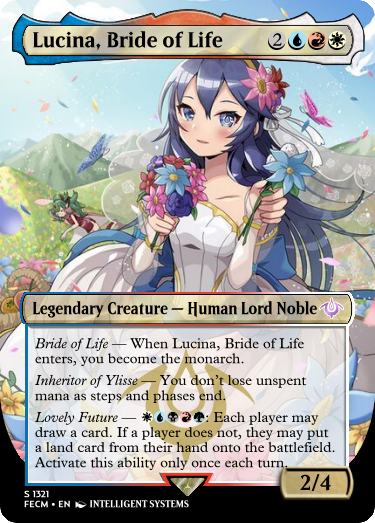 Lucina, Bride of Life 2
Legendary Creature — Human Lord Noble
Bride of Life — When Lucina, Bride of Life
enters, you become the monarch.
Inheritor of Ylisse — You don't lose unspent
mana as steps and phases end.
Lovely Future — : Each player may
draw a card. If a player does not, they may put
a land card from their hand onto the battlefield.
Activate this ability only once each turn.
2/4
S 1321
FECM • EN INTELLIGENT SYSTEMS